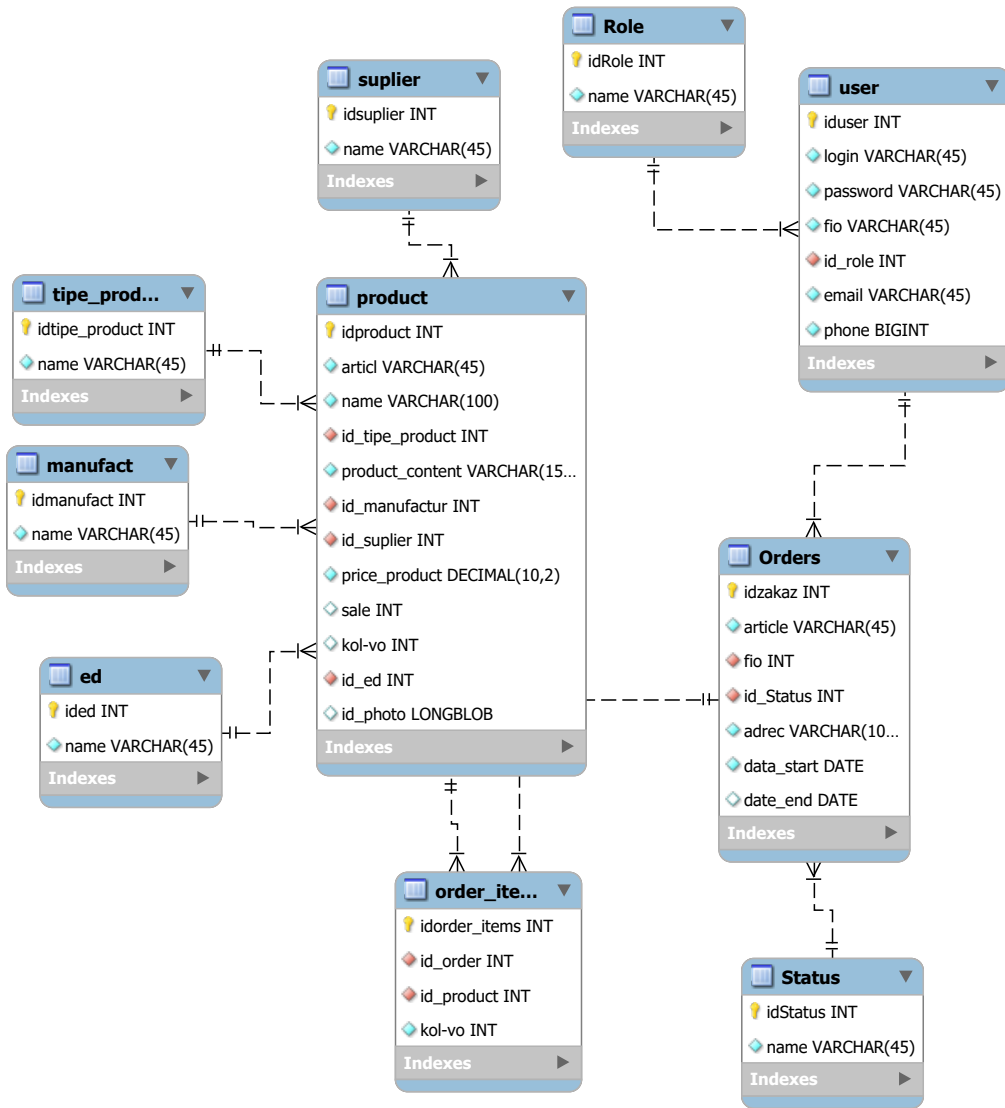 Role
idRole INT
name VARCHAR(45)
Indexes
suplier
idsuplier INT
name VARCHAR(45)
Indexes
user
iduser INT
login VARCHAR(45)
password VARCHAR(45)
fio VARCHAR(45)
id_role INT
email VARCHAR(45)
phone BIGINT
Indexes
tipe_prod...
idtipe_product INT
name VARCHAR(45)
Indexes
product
idproduct INT
articl VARCHAR(45)
name VARCHAR(100)
id_tipe_product INT
product_content VARCHAR(15...
id_manufactur INT
id_suplier INT
price_product DECIMAL(10,2)
sale INT
kol-vo INT
id_ed INT
id_photo LONGBLOB
Indexes
manufact
idmanufact INT
name VARCHAR(45)
Indexes
ed
ided INT
name VARCHAR(45)
Indexes
Orders
idzakaz INT
article VARCHAR(45)
fio INT
id_Status INT
adrec VARCHAR(10...
data_start DATE
date_end DATE
Indexes
order_ite...
idorder_items INT
id_order INT
id_product INT
kol-vo INT
Indexes
Status
idStatus INT
name VARCHAR(45)
Indexes